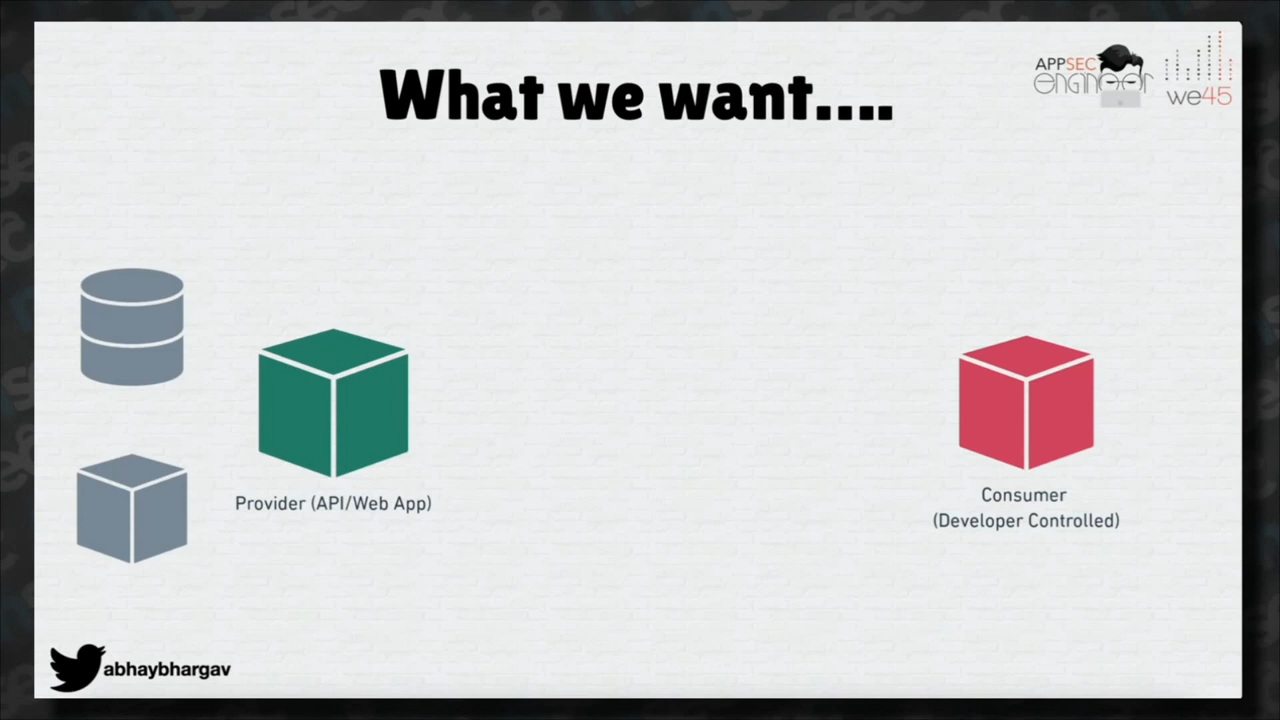 What we want....
APPSEC
engineer
we45
Provider (API/Web App)
Consumer
(Developer Controlled)
abhaybhargav